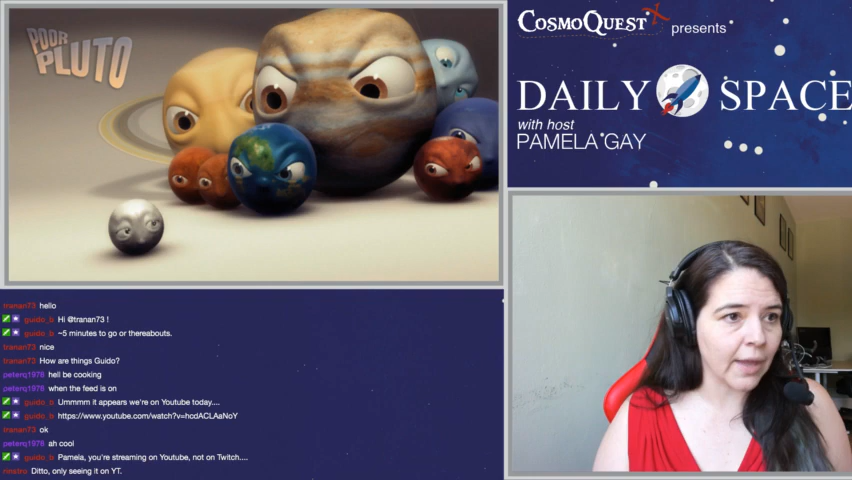 POOR
PLUTO
COSMOQUEST X presents
DAILY SPACE
with host
PAMELA GAY
tranan73 hello
guido_b Hi @tranan73 !
guido_b ~5 minutes to go or thereabouts.
tranan73 nice
tranan73 How are things Guido?
peterq1976 hell be cooking
peterq1976 when the feed is on
guido_b Ummmm it appears we're on Youtube today....
guido_b https://www.youtube.com/watch?v=hcdACLAaNoY
tranan73 ok
peterq1976 ah cool
guido_b Pamela, you're streaming on Youtube, not on Twitch....
Ditto, only seeing it on YT.